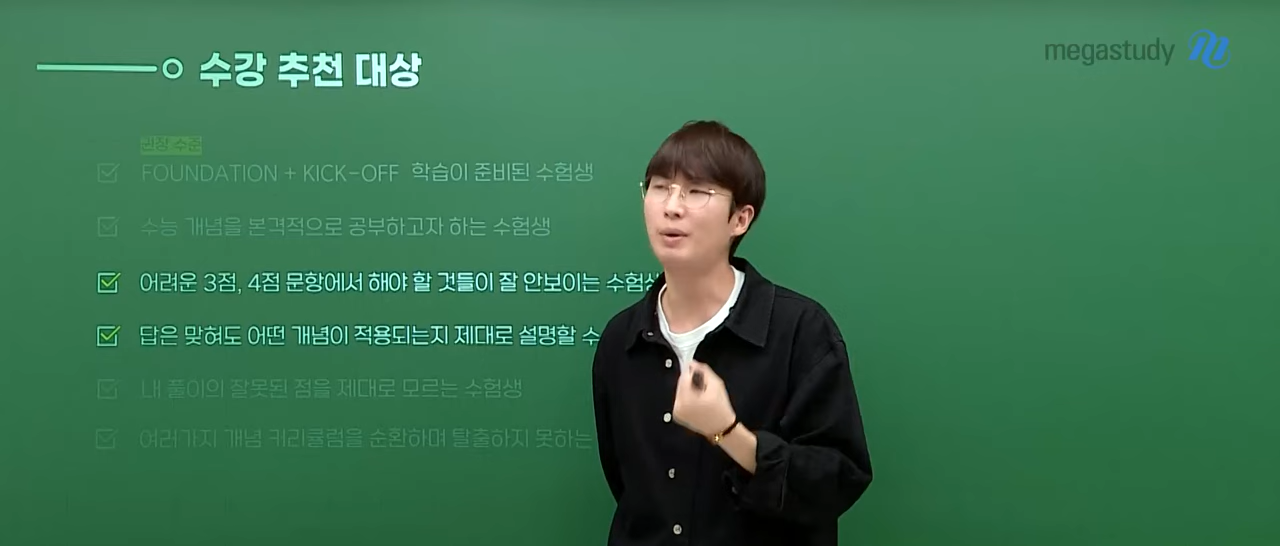 수강 추천 대상
megastudy
권장 수준
FOUNDATION + KICK-OFF 학습이 준비된 수험생
수능 개념을 본격적으로 공부하고자 하는 수험생
어려운 3점, 4점 문항에서 해야 할 것들이 잘 안보이는 수험
답은 맞혀도 어떤 개념이 적용되는지 제대로 설명할 수
내 풀이의 잘못된 점을 제대로 모르는 수험생
여러가지 개념 커리큘럼을 순환하며 탈출하지 못하는